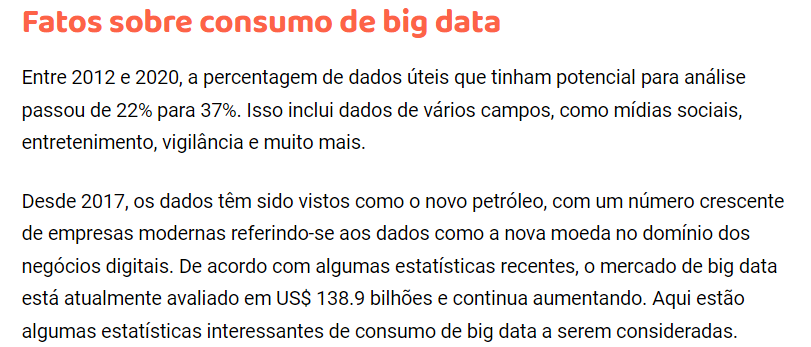 Fatos sobre consumo de big data
Entre 2012 e 2020, a percentagem de dados úteis que tinham potencial para análise
passou de 22% para 37%. Isso inclui dados de vários campos, como mídias sociais,
entretenimento, vigilância e muito mais.
Desde 2017, os dados têm sido vistos como o novo petróleo, com um número crescente
de empresas modernas referindo-se aos dados como a nova moeda no domínio dos
negócios digitais. De acordo com algumas estatísticas recentes, o mercado de big data
está atualmente avaliado em US$ 138.9 bilhões e continua aumentando. Aqui estão
algumas estatísticas interessantes de consumo de big data a serem consideradas.